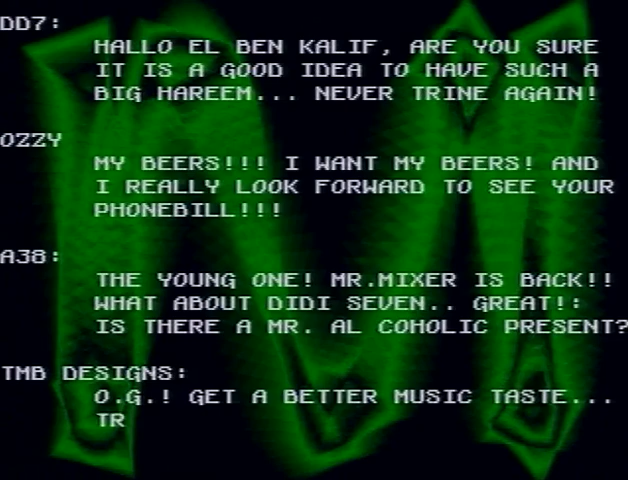 DD7:
HALLO EL BEN KALIF, ARE YOU SURE
IT IS A GOOD IDEA TO HAVE SUCH A
BIG HAREEM... NEVER TRINE AGAIN!
OZZY
MY BEERS!!! I WANT MY BEERS! AND
I REALLY LOOK FORWARD TO SEE YOUR
PHONEBILL!!!
A38:
THE YOUNG ONE! MR.MIXER IS BACK!!
WHAT ABOUT DIDI SEVEN.. GREAT!:
IS THERE A MR. AL COHOLIC PRESENT?
TMB DESIGNS:
O.G.! GET A BETTER MUSIC TASTE...
TR